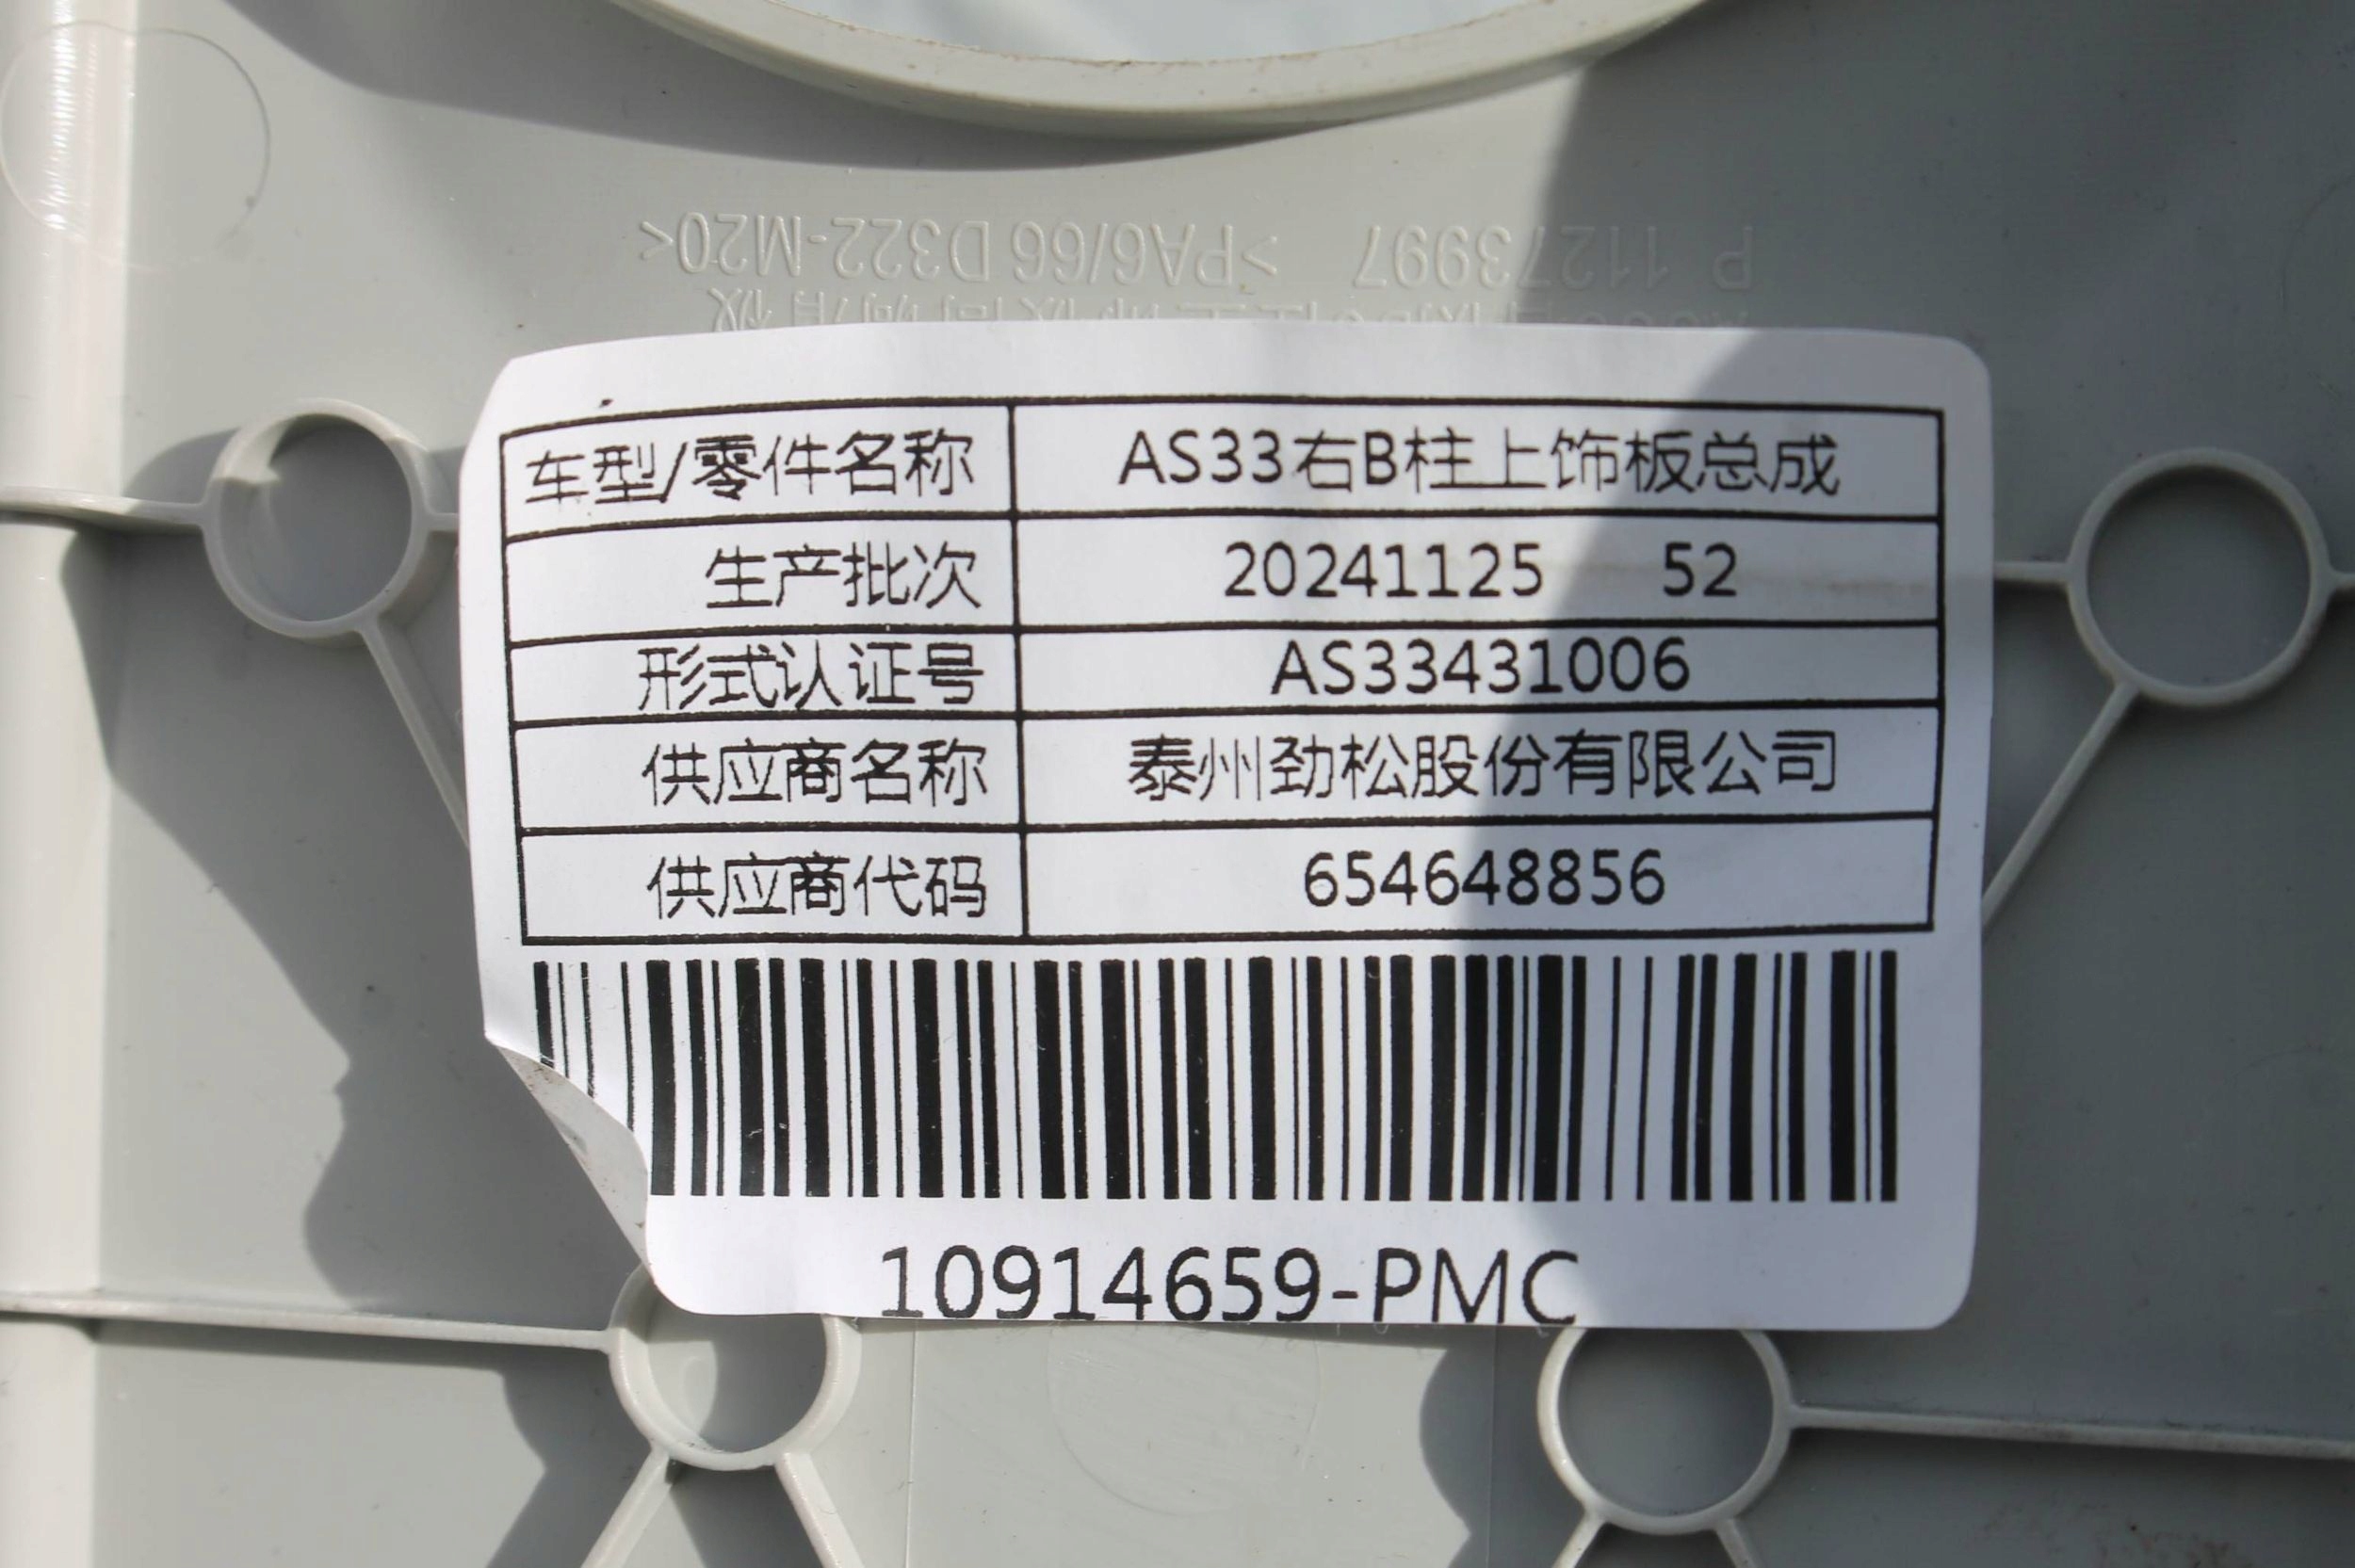 P 11273997 >PA6/66 D322-M20<
车型/零件名称 AS33右B柱上饰板总成
生产批次 20241125 52
形式认证号 AS33431006
供应商名称 泰州劲松股份有限公司
供应商代码 654648856
10914659-PMC